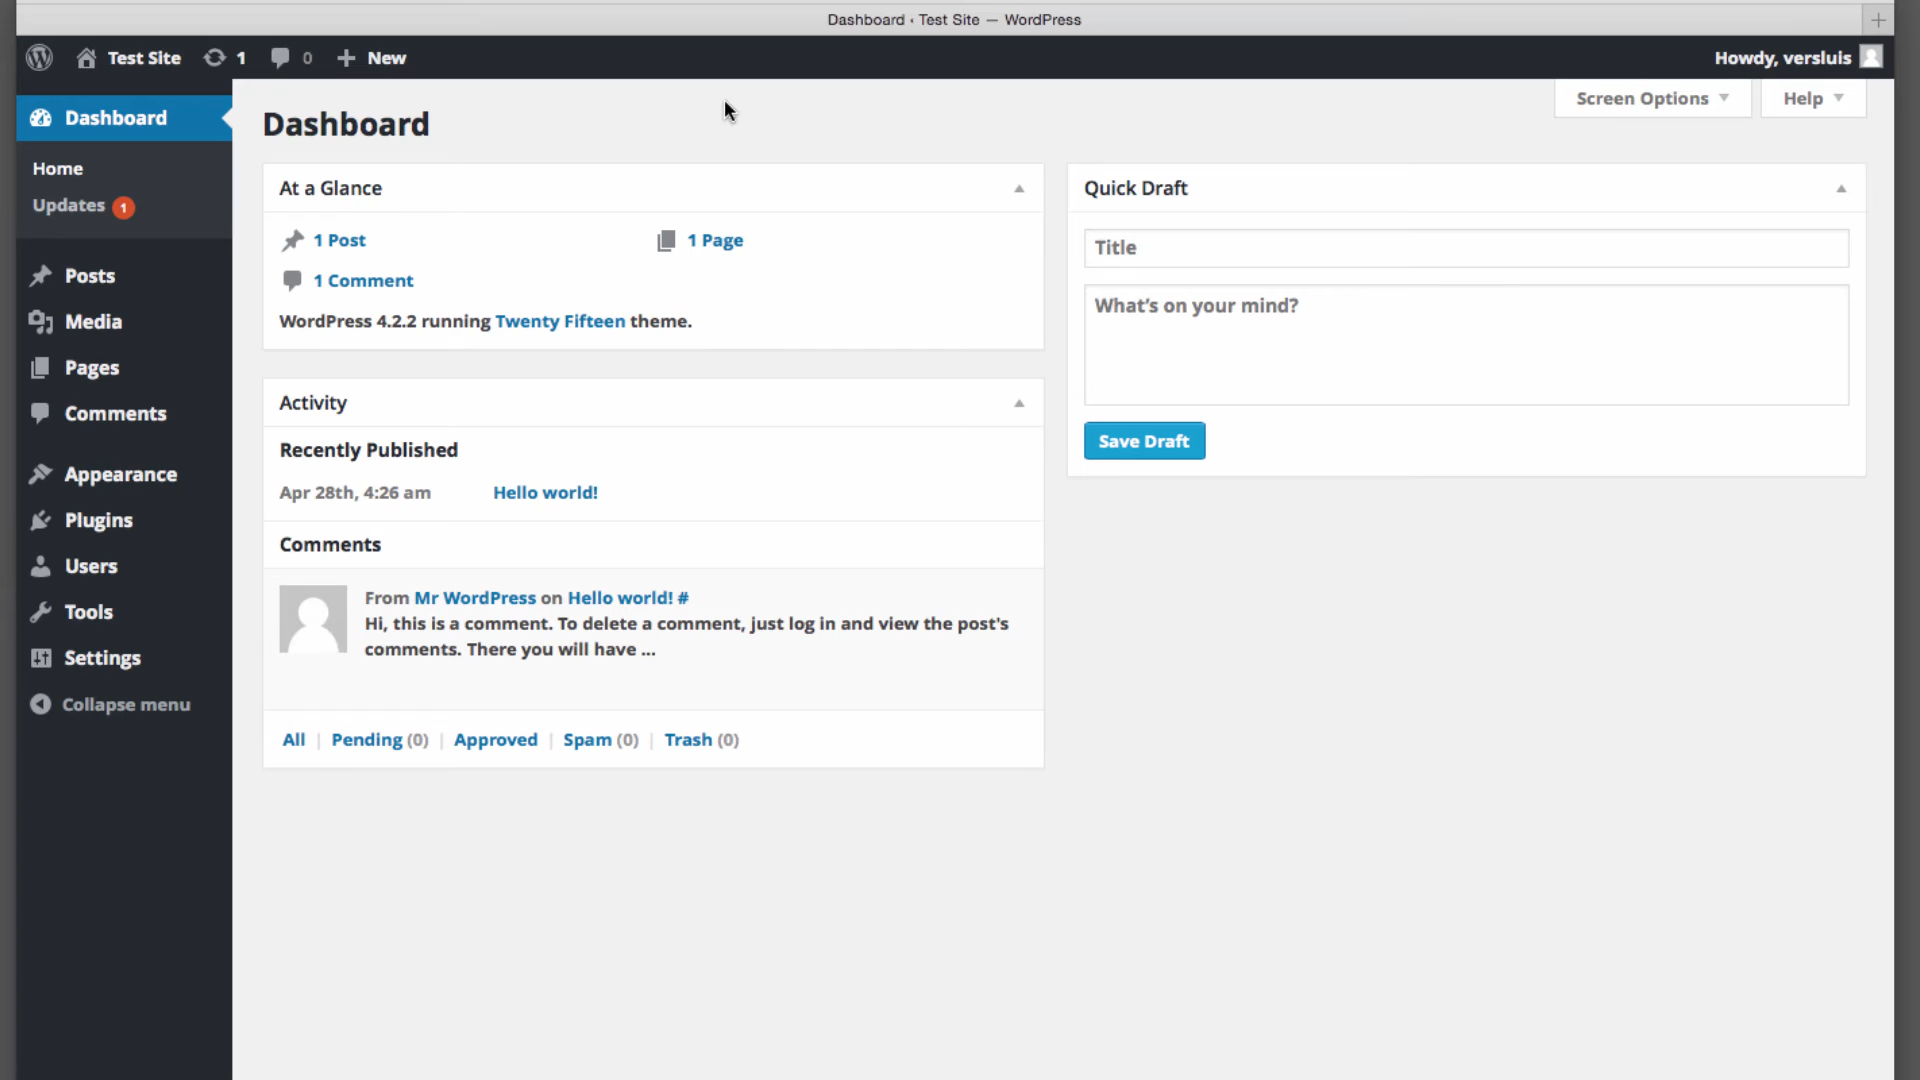 Dashboard ‹ Test Site — WordPress
Test Site 1 0 + New Howdy, versluis
Dashboard
Home
Updates 1
Posts
Media
Pages
Comments
Appearance
Plugins
Users
Tools
Settings
Collapse menu
Screen Options Help
Dashboard
At a Glance
1 Post 1 Page
1 Comment
WordPress 4.2.2 running Twenty Fifteen theme.
Activity
Recently Published
Apr 28th, 4:26 am Hello world!
Comments
From Mr WordPress on Hello world! #
Hi, this is a comment. To delete a comment, just log in and view the post's
comments. There you will have ...
All | Pending (0) | Approved | Spam (0) | Trash (0)
Quick Draft
Title
What's on your mind?
Save Draft